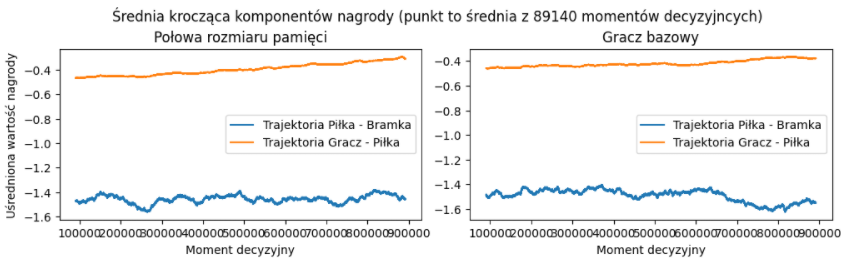 Średnia krocząca komponentów nagrody (punkt to średnia z 89140 momentów decyzyjncych)
Połowa rozmiaru pamięci
Gracz bazowy
Uśredniona wartość nagrody
−0.4
−0.6
−0.8
−1.0
−1.2
−1.4
−1.6
Trajektoria Piłka - Bramka
Trajektoria Gracz - Piłka
100000 200000 300000 400000 500000 600000 700000 800000 900000
Moment decyzyjny
−0.4
−0.6
−0.8
−1.0
−1.2
−1.4
−1.6
Trajektoria Piłka - Bramka
Trajektoria Gracz - Piłka
100000 200000 300000 400000 500000 600000 700000 800000 900000
Moment decyzyjny